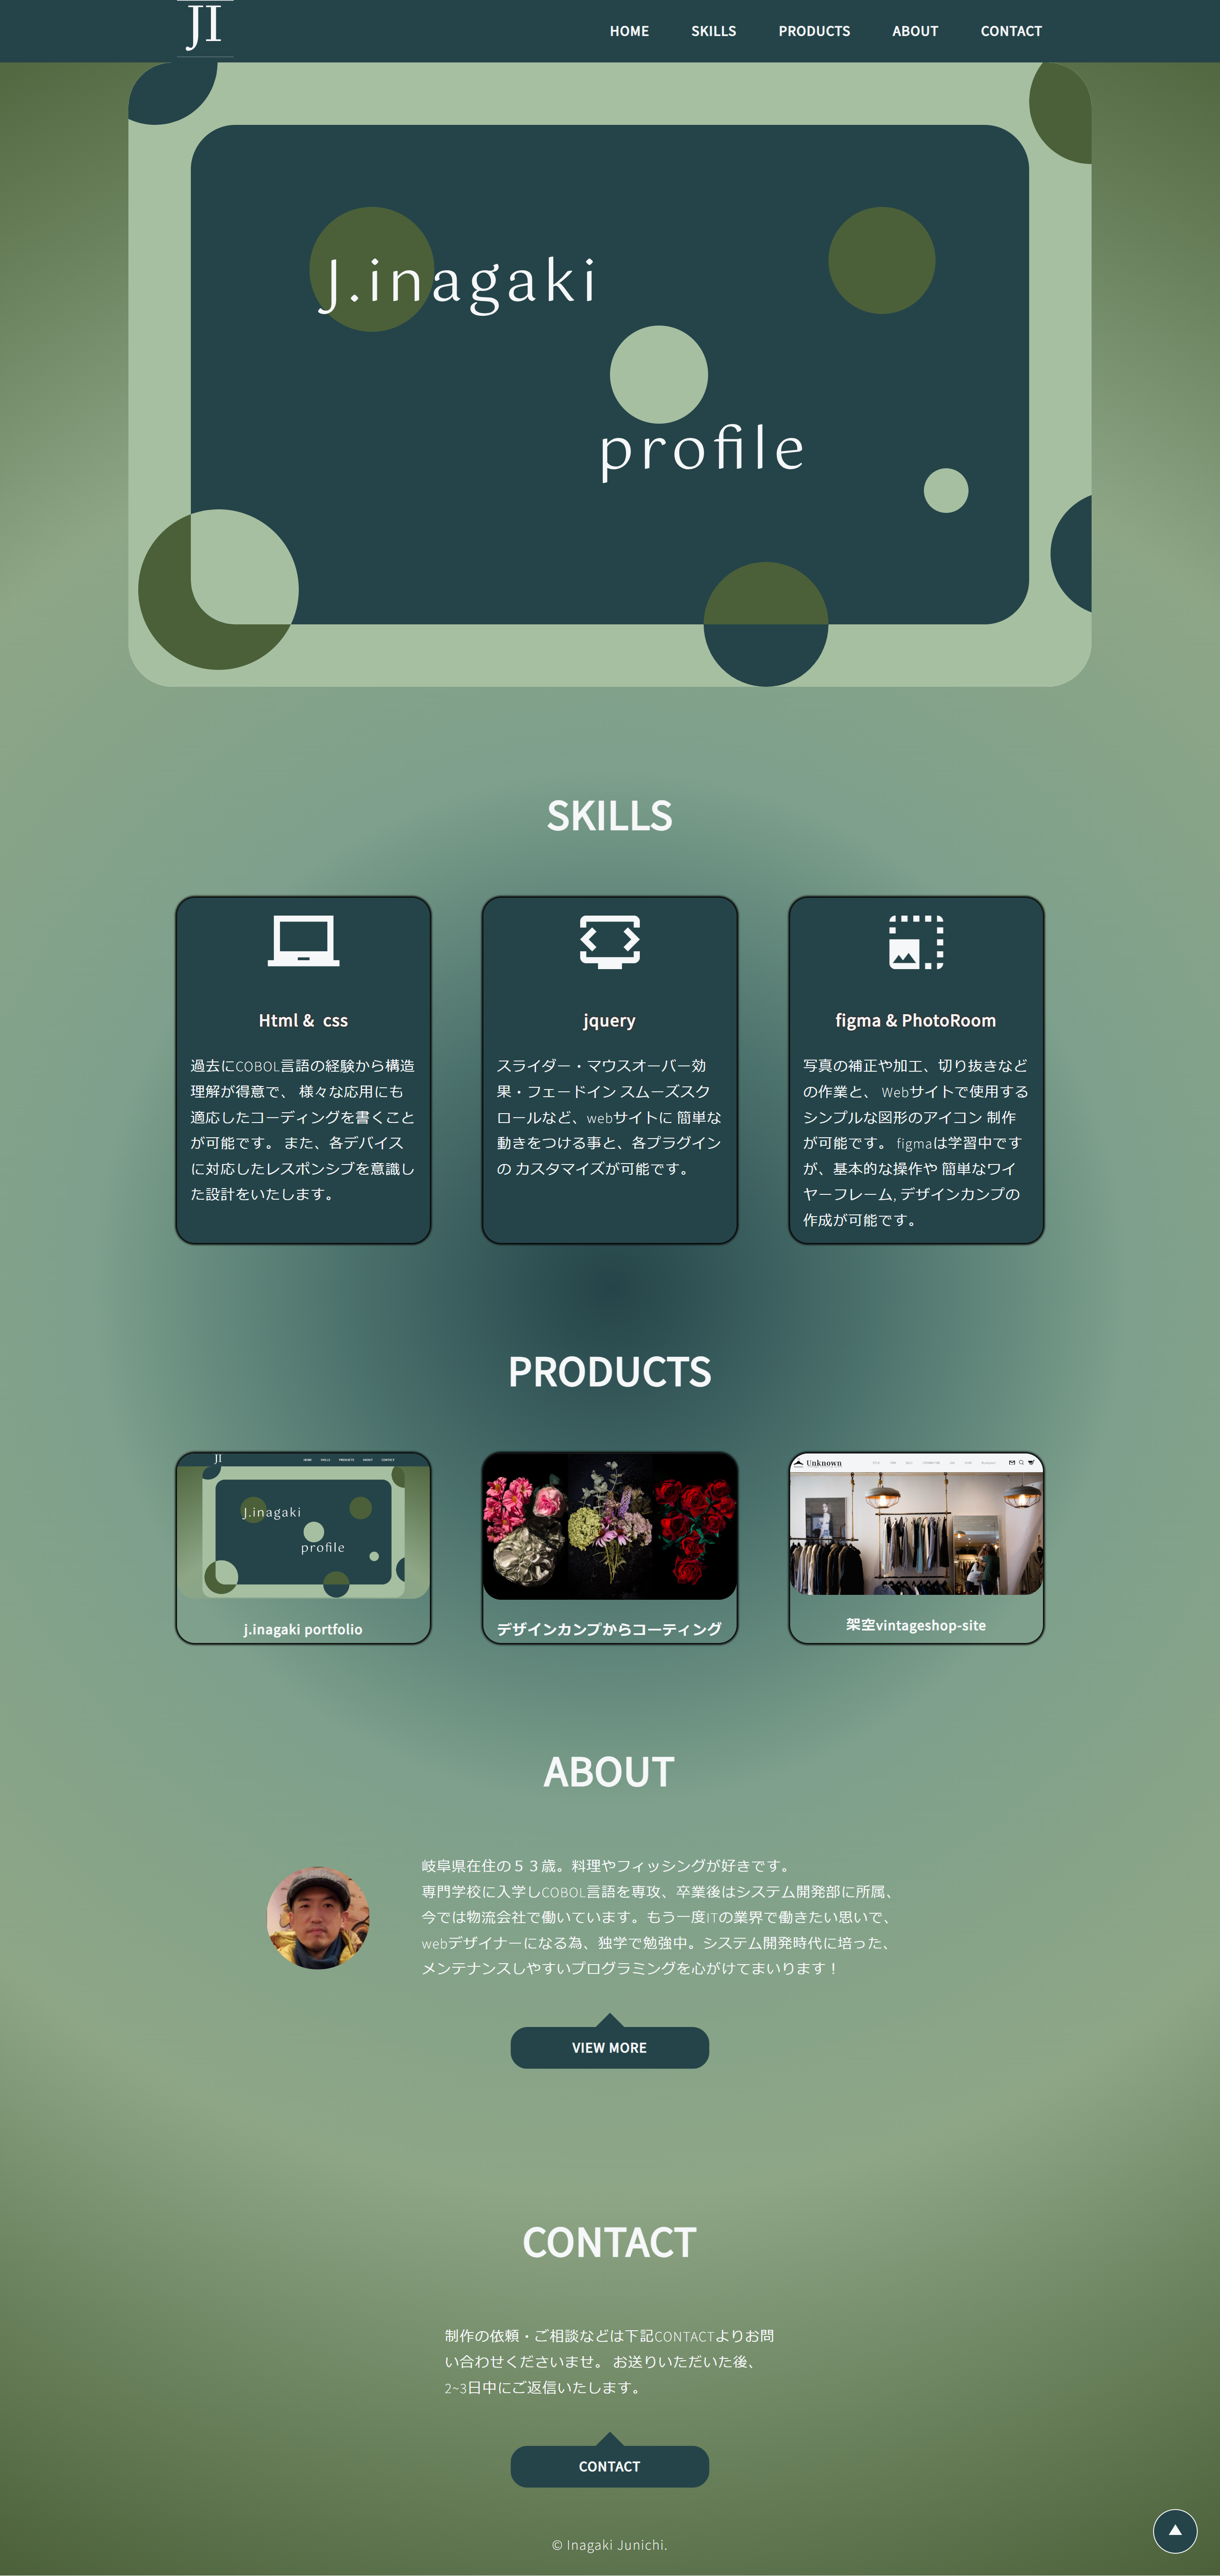 JI
HOME SKILLS PRODUCTS ABOUT CONTACT
J.inagaki
profile
SKILLS
Html & css
過去にCOBOL言語の経験から構造
理解が得意で、 様々な応用にも
適応したコーディングを書くこと
が可能です。 また、各デバイス
に対応したレスポンシブを意識し
た設計をいたします。
jquery
スライダー・マウスオーバー効
果・フェードイン スムーズスク
ロールなど、webサイトに 簡単な
動きをつける事と、各プラグイン
の カスタマイズが可能です。
figma & PhotoRoom
写真の補正や加工、切り抜きなど
の作業と、 Webサイトで使用する
シンプルな図形のアイコン 制作
が可能です。 figmaは学習中です
が、基本的な操作や 簡単なワイ
ヤーフレーム, デザインカンプの
作成が可能です。
PRODUCTS
JI
HOME SKILLS PRODUCTS ABOUT CONTACT
J.inagaki
profile
j.inagaki portfolio
デザインカンプからコーティング
Unknown
架空vintageshop-site
ABOUT
岐阜県在住の５３歳。料理やフィッシングが好きです。
専門学校に入学しCOBOL言語を専攻、卒業後はシステム開発部に所属、
今では物流会社で働いています。もう一度ITの業界で働きたい思いで、
webデザイナーになる為、独学で勉強中。システム開発時代に培った、
メンテナンスしやすいプログラミングを心がけてまいります！
VIEW MORE
CONTACT
制作の依頼・ご相談などは下記CONTACTよりお問
い合わせくださいませ。 お送りいただいた後、
2~3日中にご返信いたします。
CONTACT
© Inagaki Junichi.